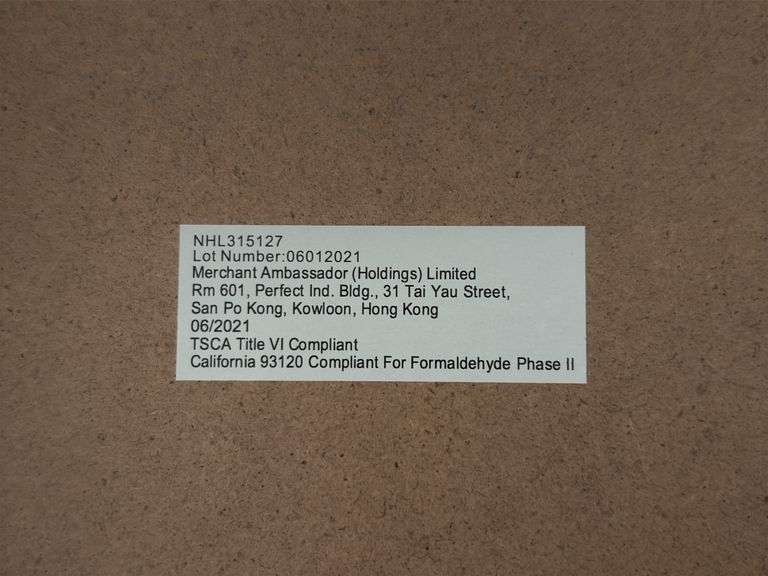 NHL315127
Lot Number:06012021
Merchant Ambassador (Holdings) Limited
Rm 601, Perfect Ind. Bldg., 31 Tai Yau Street,
San Po Kong, Kowloon, Hong Kong
06/2021
TSCA Title VI Compliant
California 93120 Compliant For Formaldehyde Phase II